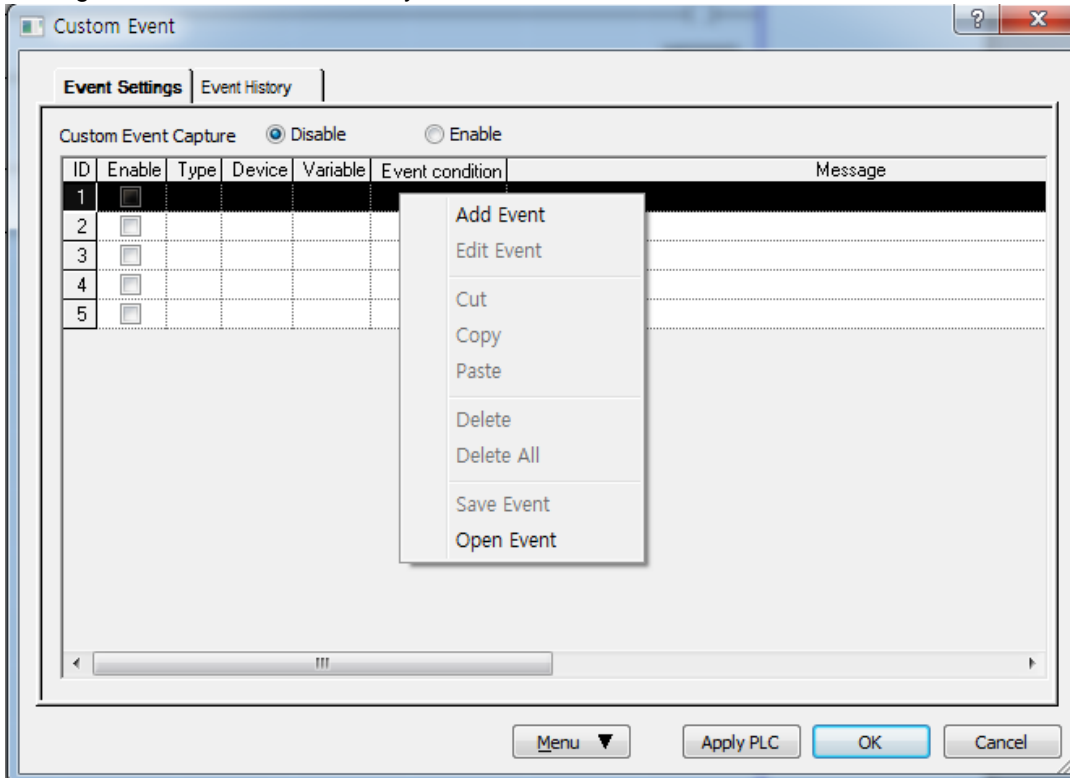 Custom Event
?
X
Event Settings Event History
Custom Event Capture Disable Enable
ID Enable Type Device Variable Event condition Message
1
2
3
4
5
Add Event
Edit Event
Cut
Copy
Paste
Delete
Delete All
Save Event
Open Event
Menu ▼ Apply PLC OK Cancel